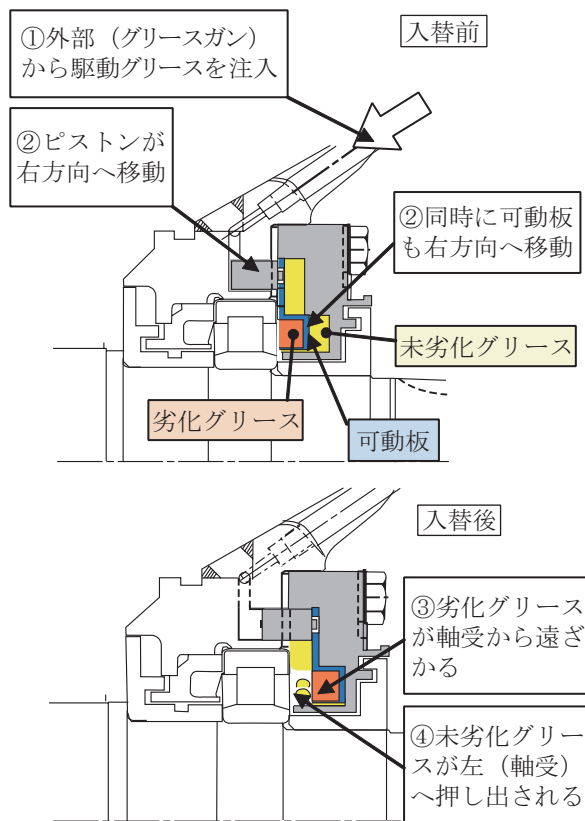 ①外部（グリースガン）
から駆動グリースを注入
入替前
②ピストンが
右方向へ移動
②同時に可動板
も右方向へ移動
未劣化グリース
劣化グリース
可動板
入替後
③劣化グリース
が軸受から遠ざ
かる
④未劣化グリー
スが左（軸受）
へ押し出される